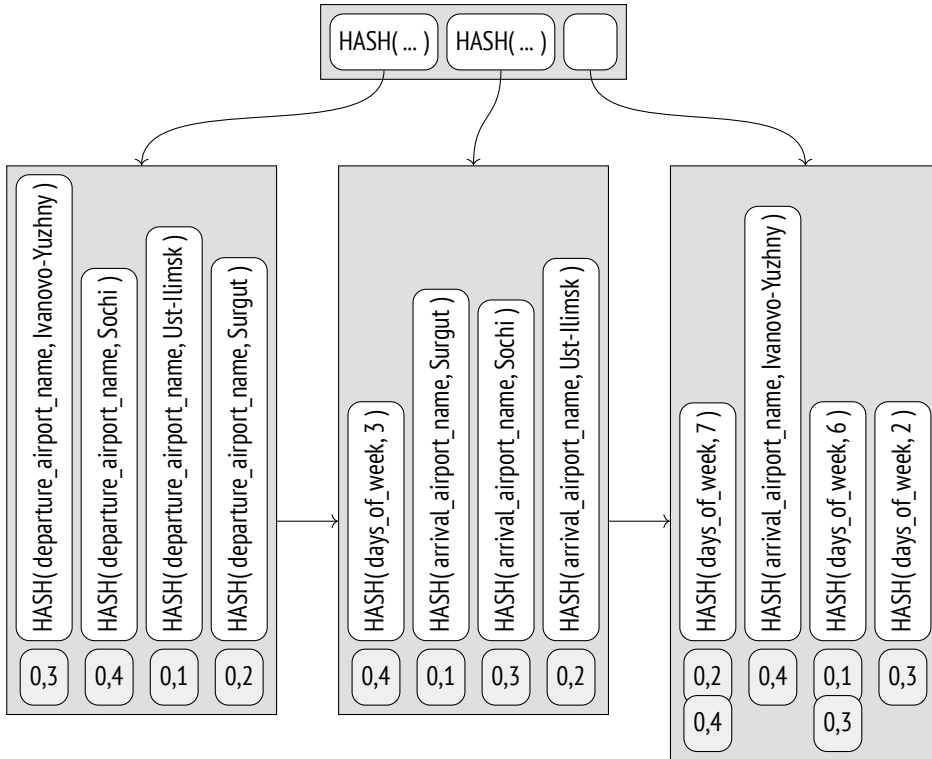 HASH( ... )
HASH( ... )
HASH( departure_airport_name, Ivanovo-Yuzhny )
HASH( departure_airport_name, Sochi )
HASH( departure_airport_name, Ust-Ilimsk )
HASH( departure_airport_name, Surgut )
0,3
0,4
0,1
0,2
HASH( days_of_week, 3 )
HASH( arrival_airport_name, Surgut )
HASH( arrival_airport_name, Sochi )
HASH( arrival_airport_name, Ust-Ilimsk )
0,4
0,1
0,3
0,2
HASH( days_of_week, 7 )
HASH( arrival_airport_name, Ivanovo-Yuzhny )
HASH( days_of_week, 6 )
HASH( days_of_week, 2 )
0,2
0,4
0,1
0,3
0,4
0,3